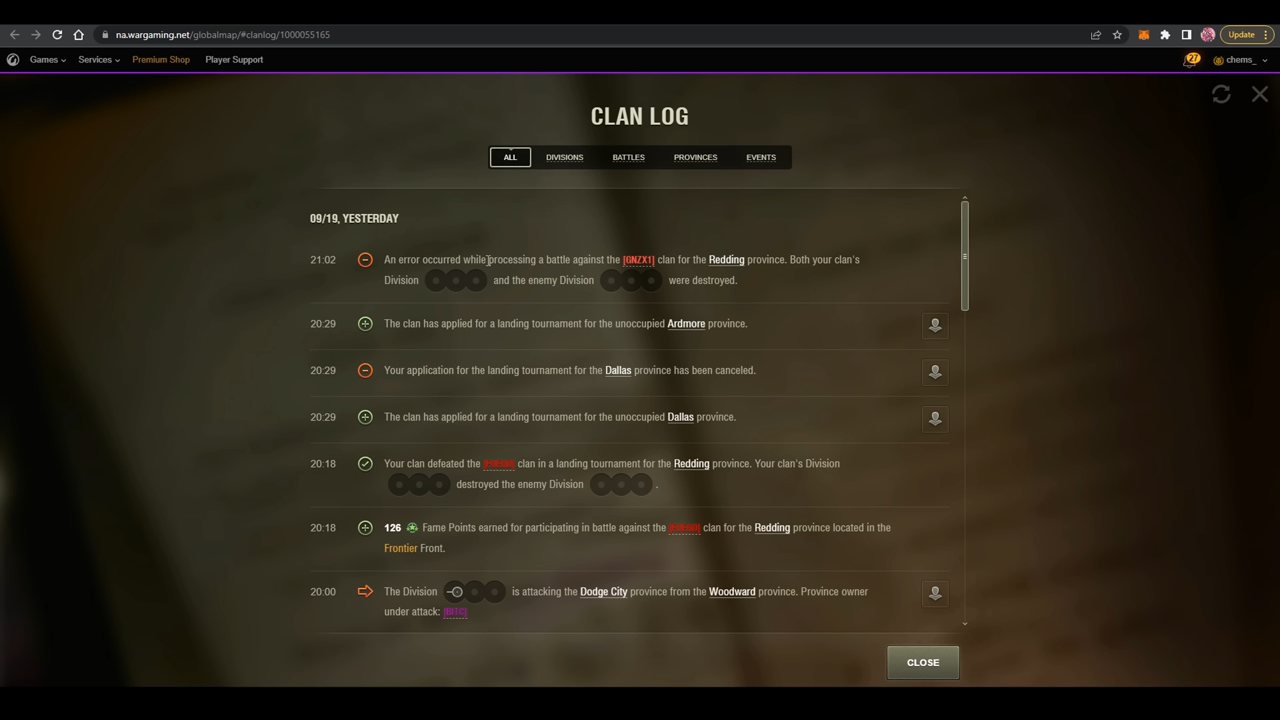 na.wargaming.net/globalmap/#clanlog/1000055165
Update
Games
Services
Premium Shop
Player Support
27
chems_
CLAN LOG
ALL
DIVISIONS
BATTLES
PROVINCES
EVENTS
09/19, YESTERDAY
21:02
An error occurred while processing a battle against the [GNZX1] clan for the Redding province. Both your clan's
Division and the enemy Division were destroyed.
20:29
The clan has applied for a landing tournament for the unoccupied Ardmore province.
20:29
Your application for the landing tournament for the Dallas province has been canceled.
20:29
The clan has applied for a landing tournament for the unoccupied Dallas province.
20:18
Your clan defeated the clan in a landing tournament for the Redding province. Your clan's Division
destroyed the enemy Division .
20:18
126 Fame Points earned for participating in battle against the clan for the Redding province located in the
Frontier Front.
20:00
The Division is attacking the Dodge City province from the Woodward province. Province owner
under attack:
CLOSE